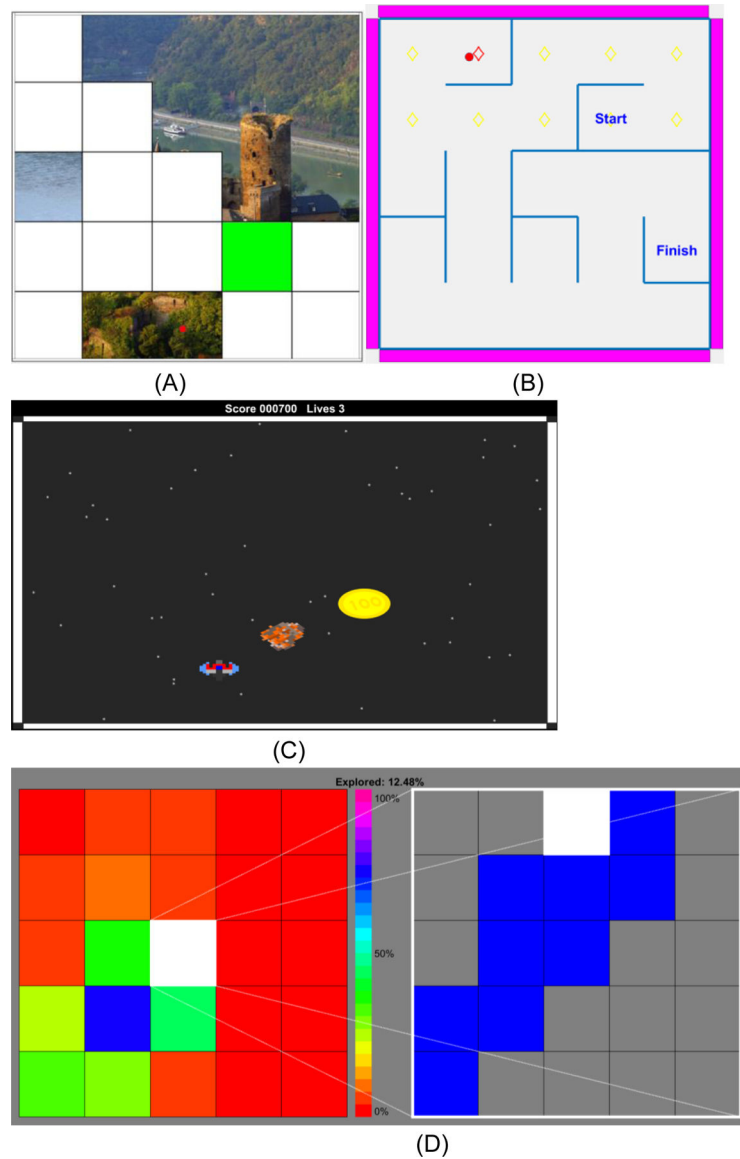 Start
Finish
(A)
(B)
Score 000700 Lives 3
100
(C)
Explored: 12.48%
100%
50%
0%
(D)